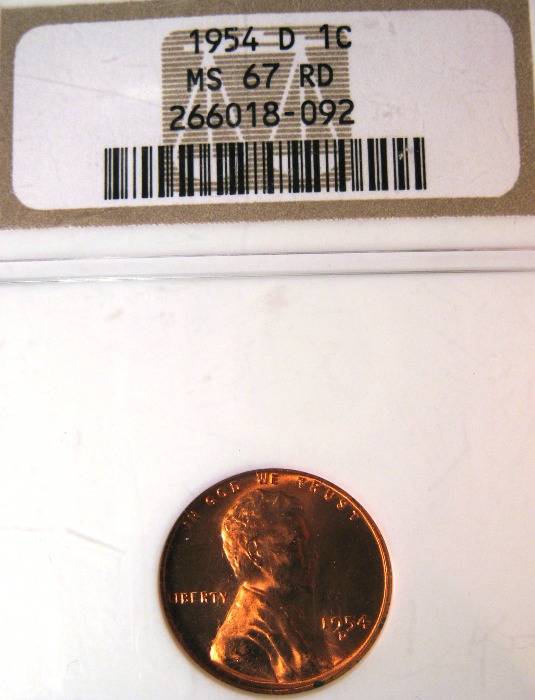 1954 D 1C
MS 67 RD
266018-092
IN GOD WE TRUST
LIBERTY
1954
D